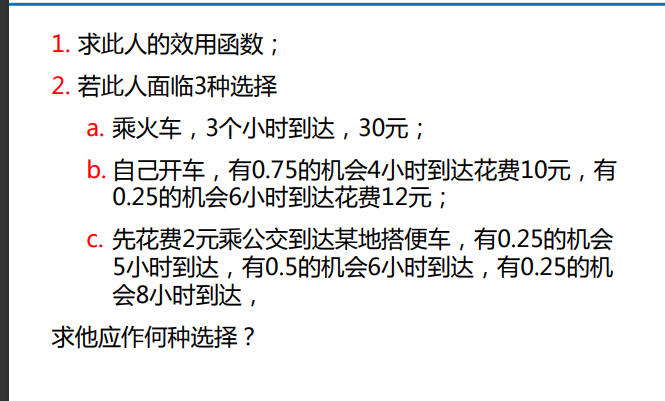 1. 求此人的效用函数；
2. 若此人面临3种选择
a. 乘火车，3个小时到达，30元；
b. 自己开车，有0.75的机会4小时到达花费10元，有
0.25的机会6小时到达花费12元；
c. 先花费2元乘公交到达某地搭便车，有0.25的机会
5小时到达，有0.5的机会6小时到达，有0.25的机
会8小时到达，
求他应作何种选择？